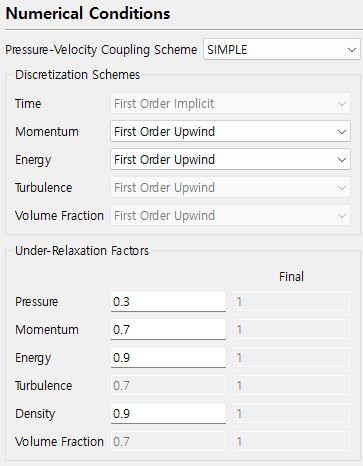 Numerical Conditions
Pressure-Velocity Coupling Scheme SIMPLE
Discretization Schemes
Time First Order Implicit
Momentum First Order Upwind
Energy First Order Upwind
Turbulence First Order Upwind
Volume Fraction First Order Upwind
Under-Relaxation Factors
Final
Pressure 0.3 1
Momentum 0.7 1
Energy 0.9 1
Turbulence 0.7 1
Density 0.9 1
Volume Fraction 0.7 1